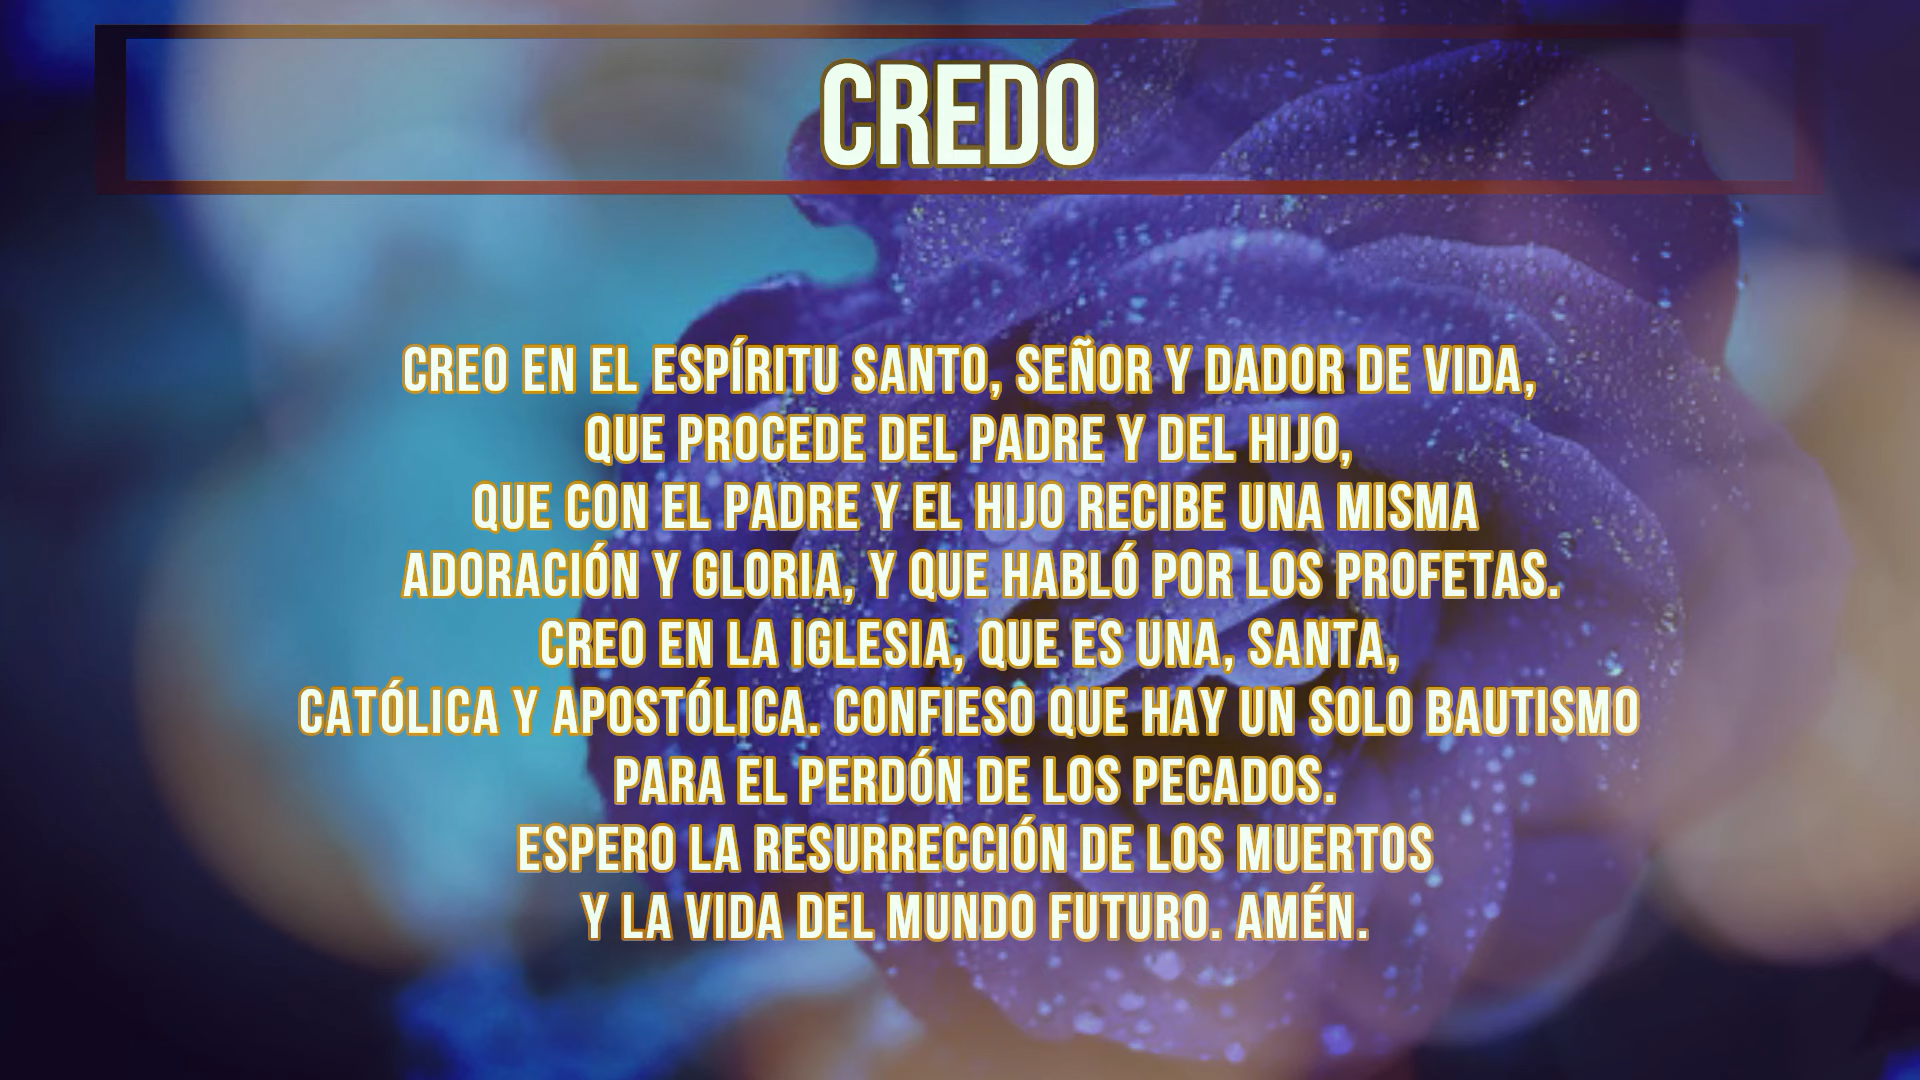 CREDO
CREO EN EL ESPÍRITU SANTO, SEÑOR Y DADOR DE VIDA,
QUE PROCEDE DEL PADRE Y DEL HIJO,
QUE CON EL PADRE Y EL HIJO RECIBE UNA MISMA
ADORACIÓN Y GLORIA, Y QUE HABLÓ POR LOS PROFETAS.
CREO EN LA IGLESIA, QUE ES UNA, SANTA,
CATÓLICA Y APOSTÓLICA. CONFIESO QUE HAY UN SOLO BAUTISMO
PARA EL PERDÓN DE LOS PECADOS.
ESPERO LA RESURRECCIÓN DE LOS MUERTOS
Y LA VIDA DEL MUNDO FUTURO. AMÉN.